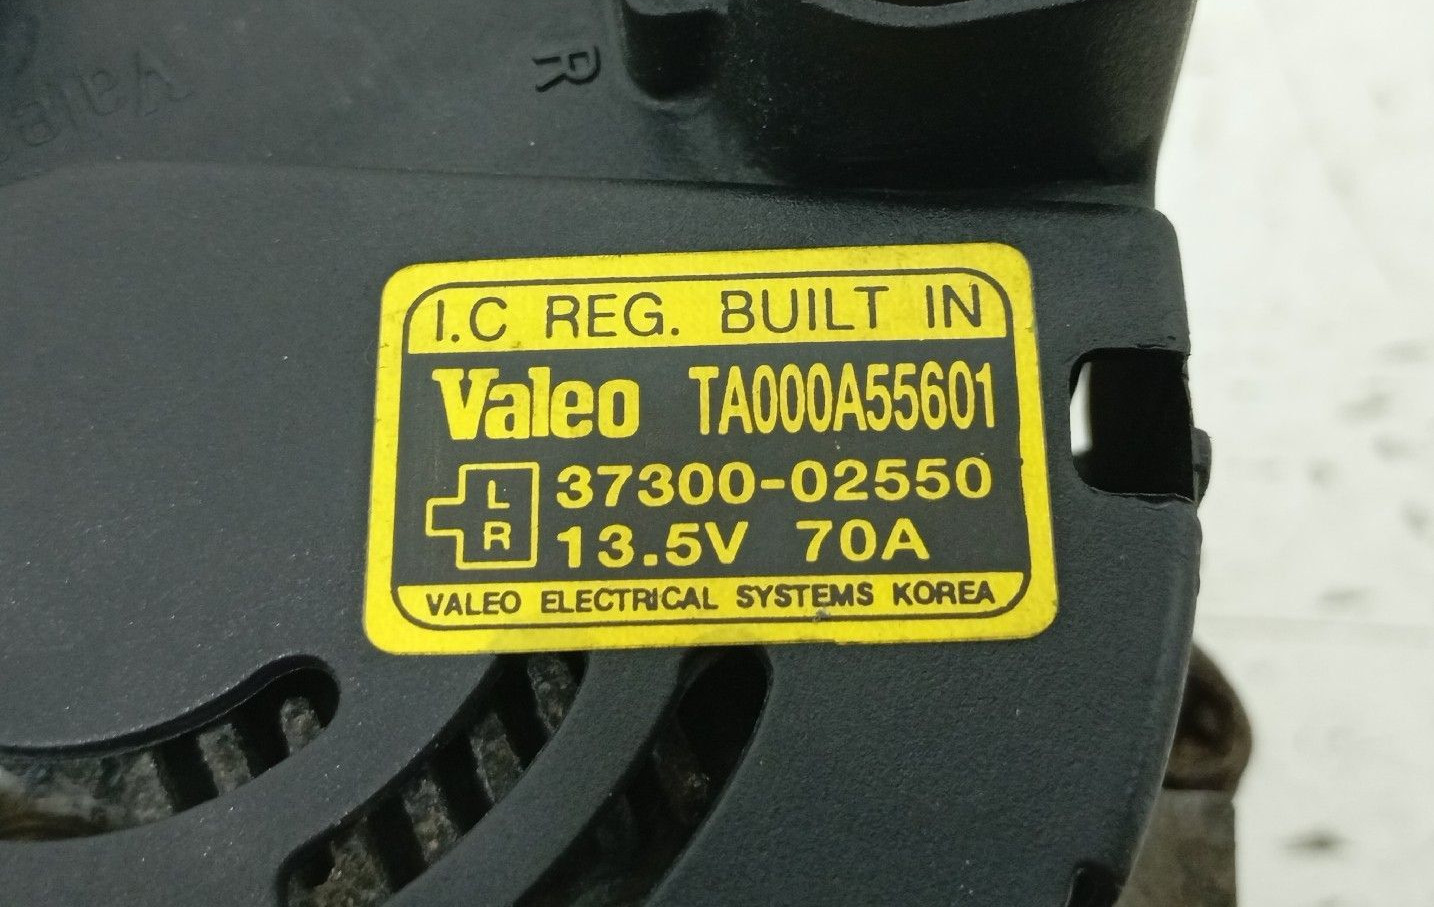 R
I.C REG. BUILT IN
Valeo TA000A55601
L 37300-02550
R 13.5V 70A
VALEO ELECTRICAL SYSTEMS KOREA